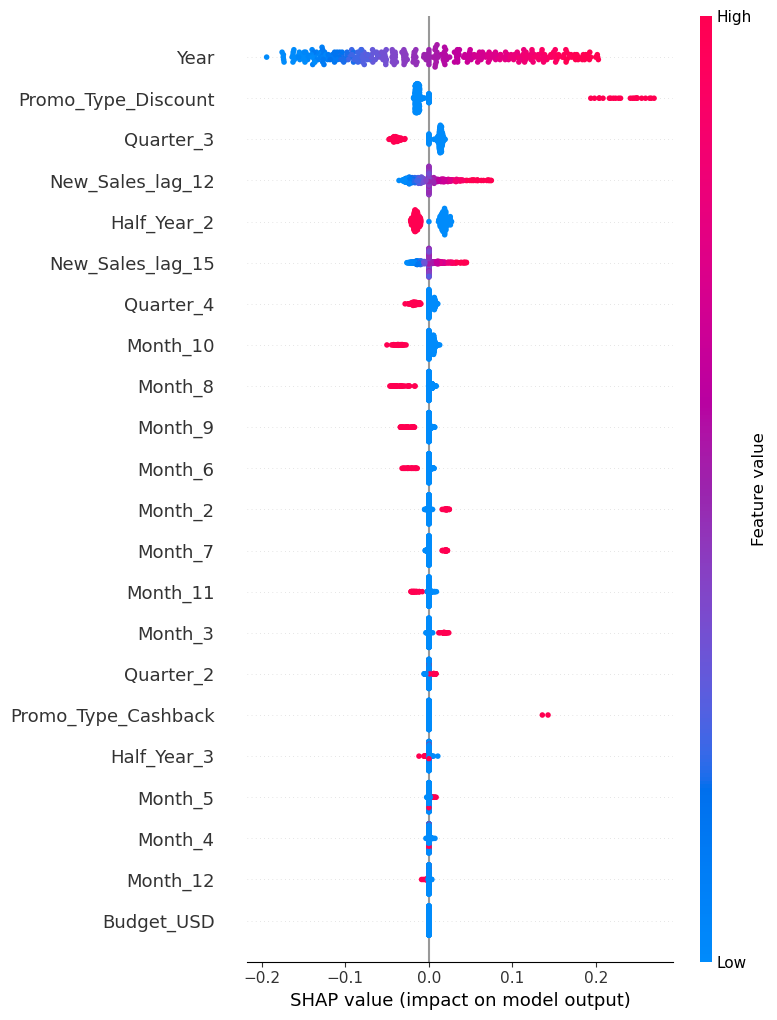 High
Year
Promo_Type_Discount
Quarter_3
New_Sales_lag_12
Half_Year_2
New_Sales_lag_15
Quarter_4
Month_10
Month_8
Month_9
Month_6
Month_2
Month_7
Month_11
Month_3
Quarter_2
Promo_Type_Cashback
Half_Year_3
Month_5
Month_4
Month_12
Budget_USD
Low
Feature value
−0.2 −0.1 0.0 0.1 0.2
SHAP value (impact on model output)